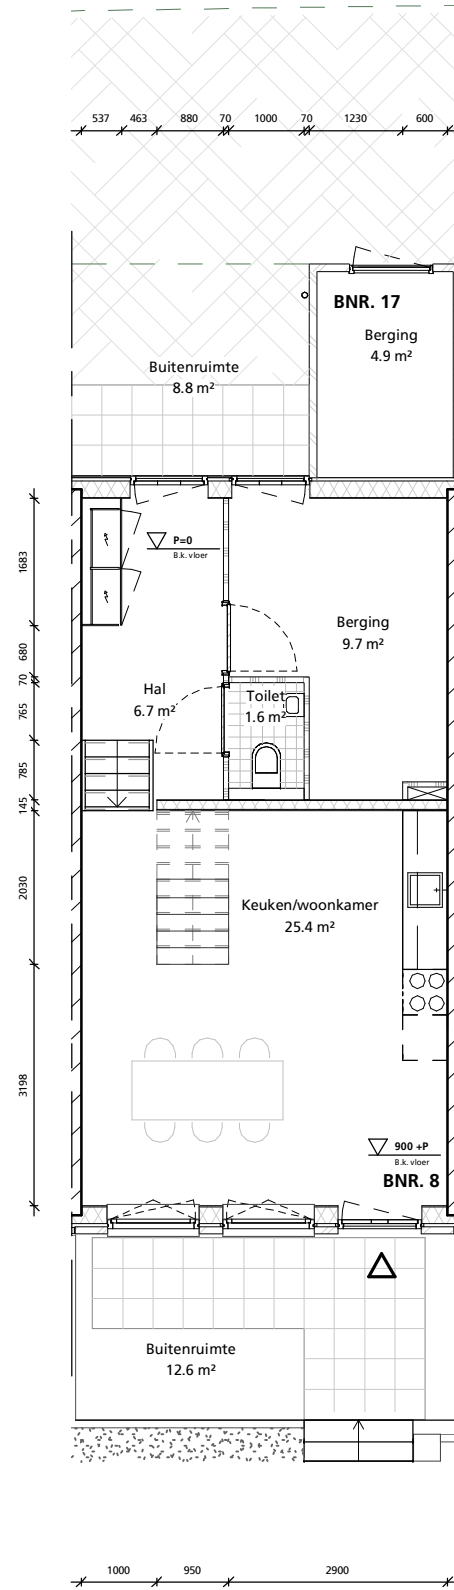 537 463 880 70 1000 70 1230 600
BNR. 17
Berging
4.9 m²
Buitenruimte
8.8 m²
P=0
B.k. vloer
1683
680
70
765
785
145
2030
3198
Berging
9.7 m²
Hal
6.7 m²
Toilet
1.6 m²
Keuken/woonkamer
25.4 m²
900 +P
B.k. vloer
BNR. 8
Buitenruimte
12.6 m²
1000 950 2900